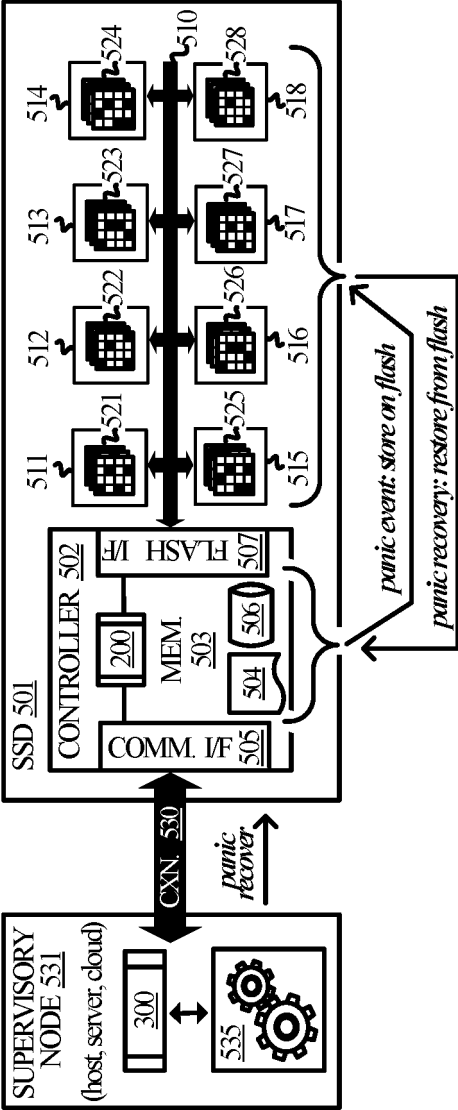 SUPERVISORY
NODE 531
(host, server, cloud)
300
535
CXN. 530
panic
recover
SSD 501
CONTROLLER 502
COMM. I/F
505
200
MEM.
503
504
506
FLASH I/F
507
510
511
521
512
522
513
523
514
524
515
525
516
526
517
527
518
528
panic event: store on flash
panic recovery: restore from flash